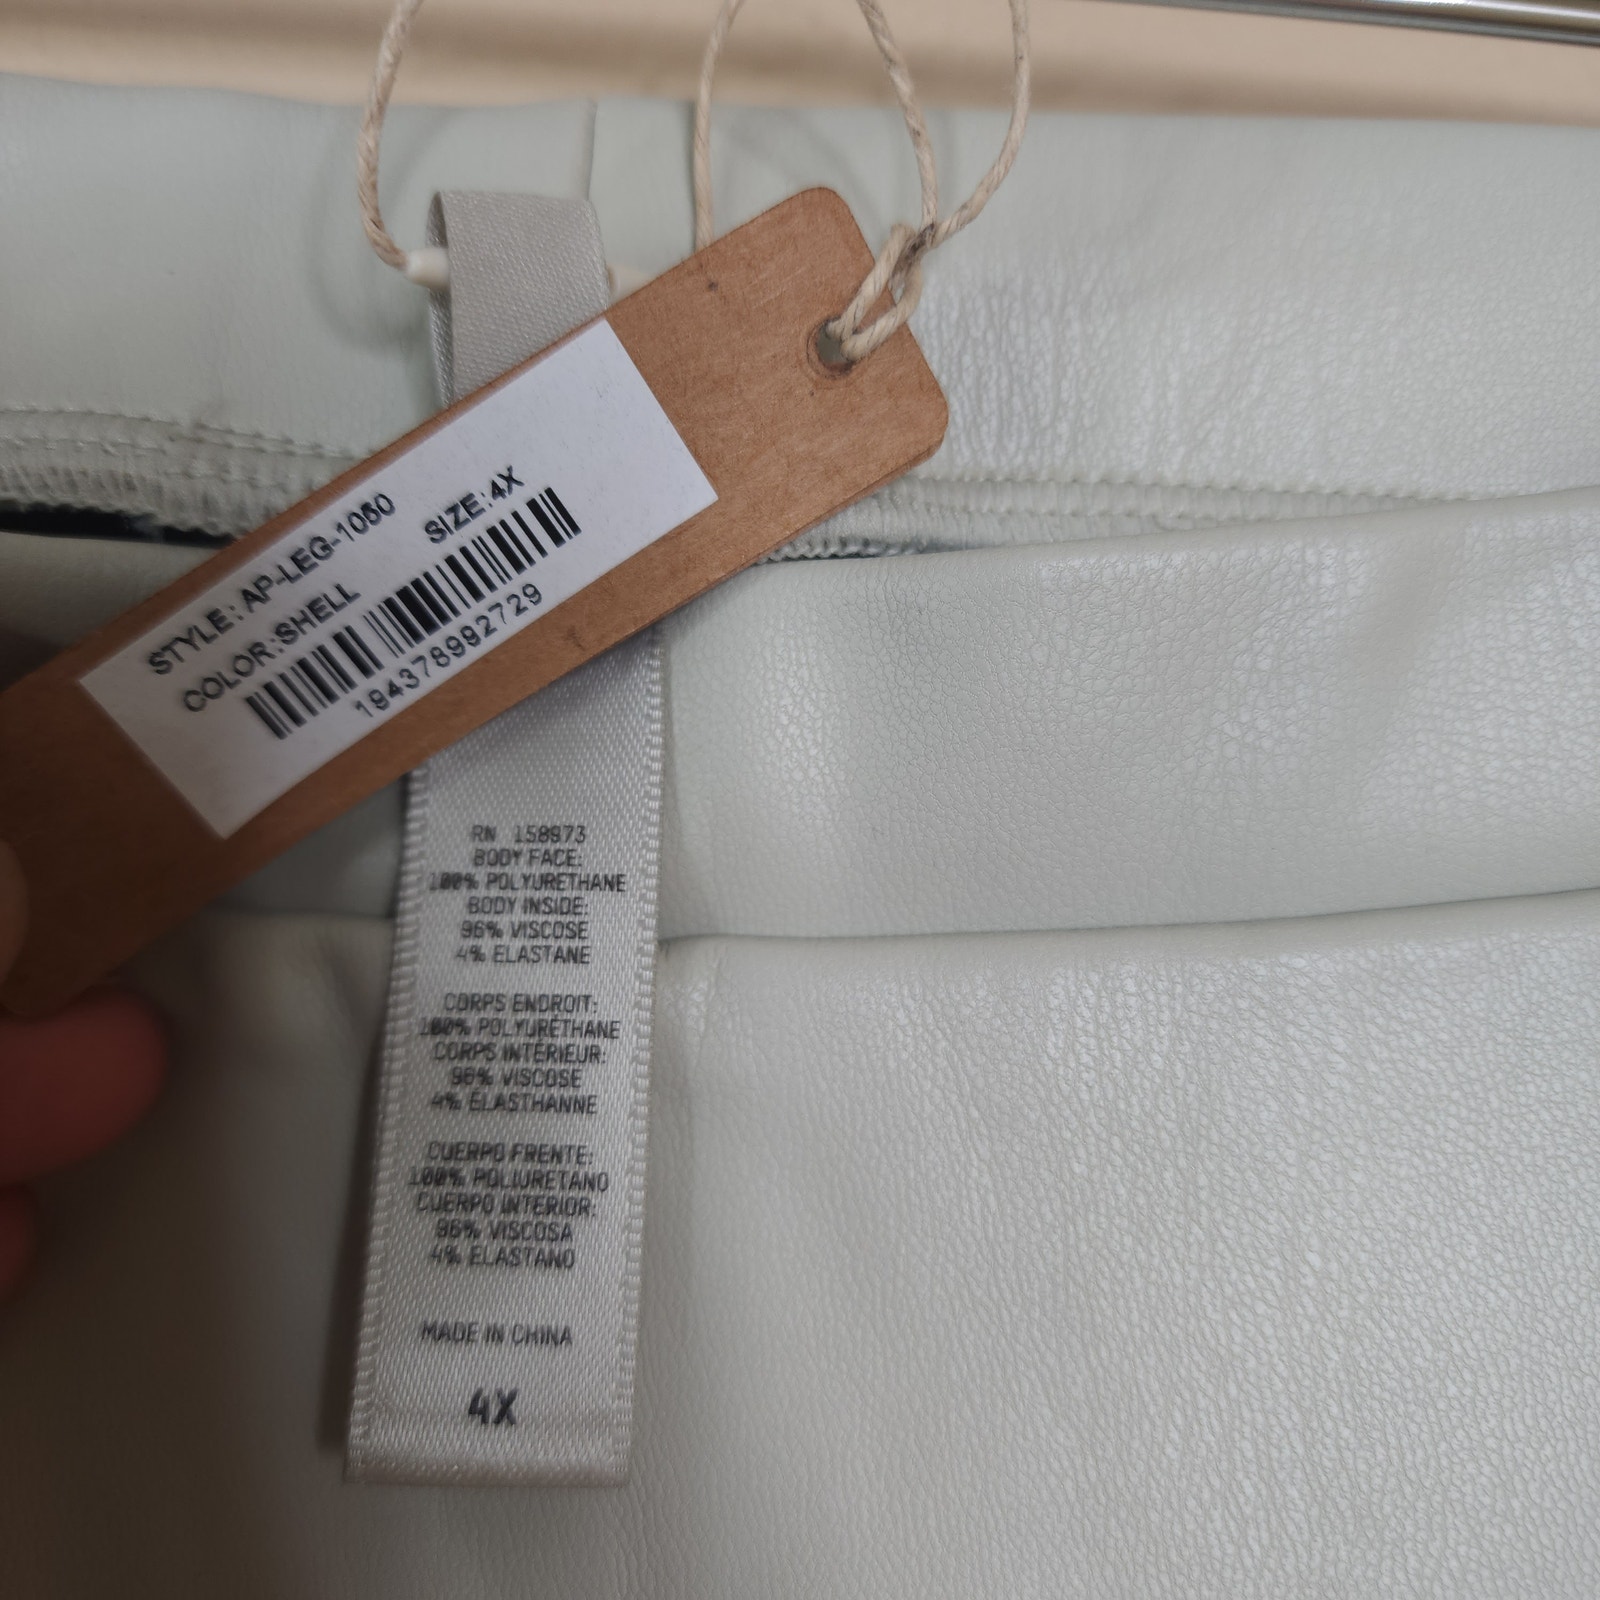 STYLE: AP-LEG-1050
COLOR:SHELL SIZE:4X
194378992729
RN 158973
BODY FACE:
100% POLYURETHANE
BODY INSIDE:
96% VISCOSE
4% ELASTANE
CORPS ENDROIT:
100% POLYURÉTHANE
CORPS INTÉRIEUR:
96% VISCOSE
4% ÉLASTHANNE
CUERPO FRENTE:
100% POLIURETANO
CUERPO INTERIOR:
96% VISCOSA
4% ELASTANO
MADE IN CHINA
4X